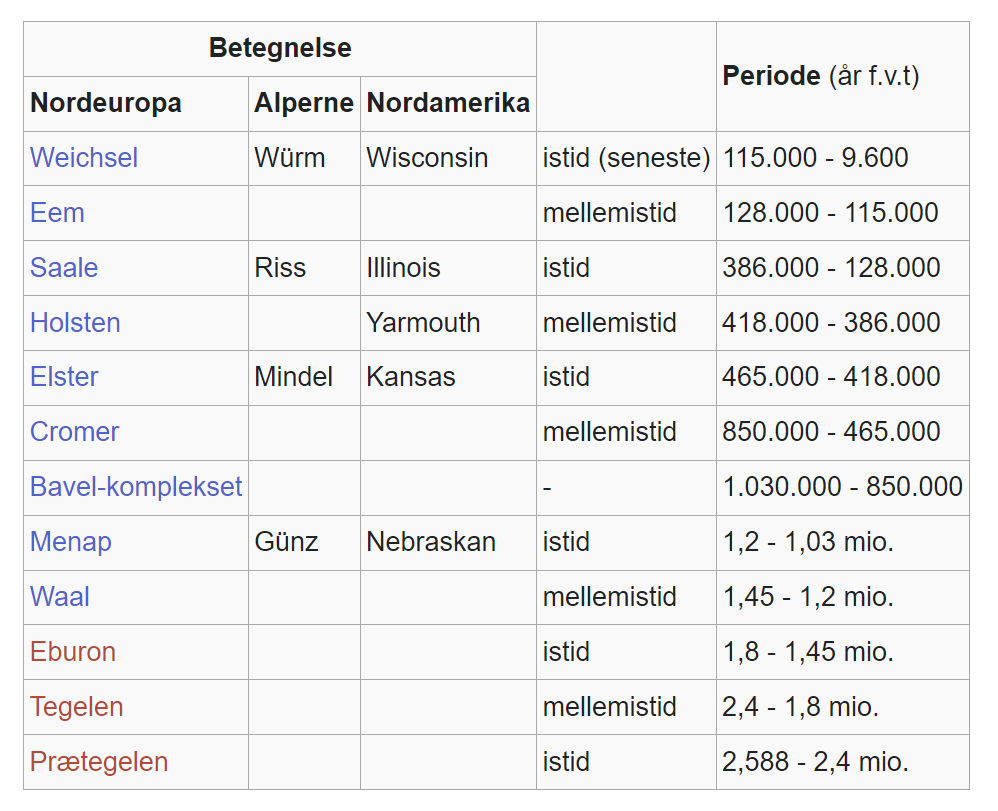 Betegnelse
Periode (år f.v.t)
Nordeuropa Alperne Nordamerika
Weichsel Würm Wisconsin istid (seneste) 115.000 - 9.600
Eem mellemistid 128.000 - 115.000
Saale Riss Illinois istid 386.000 - 128.000
Holsten Yarmouth mellemistid 418.000 - 386.000
Elster Mindel Kansas istid 465.000 - 418.000
Cromer mellemistid 850.000 - 465.000
Bavel-komplekset - 1.030.000 - 850.000
Menap Günz Nebraskan istid 1,2 - 1,03 mio.
Waal mellemistid 1,45 - 1,2 mio.
Eburon istid 1,8 - 1,45 mio.
Tegelen mellemistid 2,4 - 1,8 mio.
Prætegelen istid 2,588 - 2,4 mio.